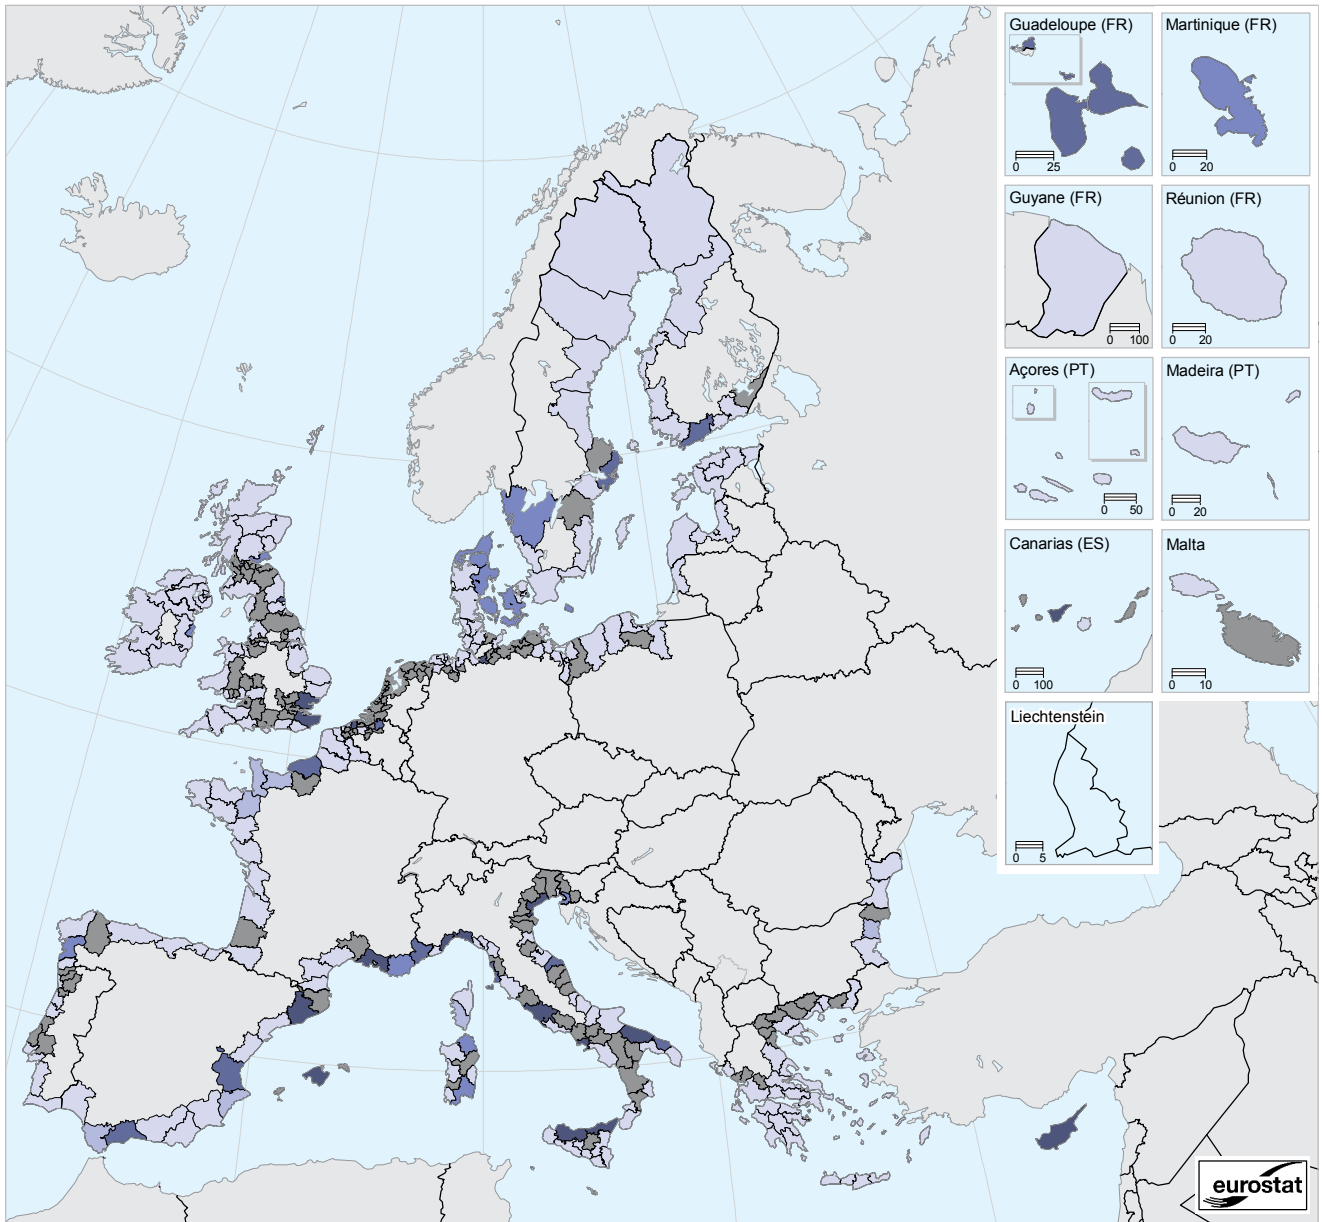 Guadeloupe (FR)
0 25
Martinique (FR)
0 20
Guyane (FR)
0 100
Réunion (FR)
0 20
Açores (PT)
0 50
Madeira (PT)
0 20
Canarias (ES)
0 100
Malta
0 10
Liechtenstein
0 5
eurostat